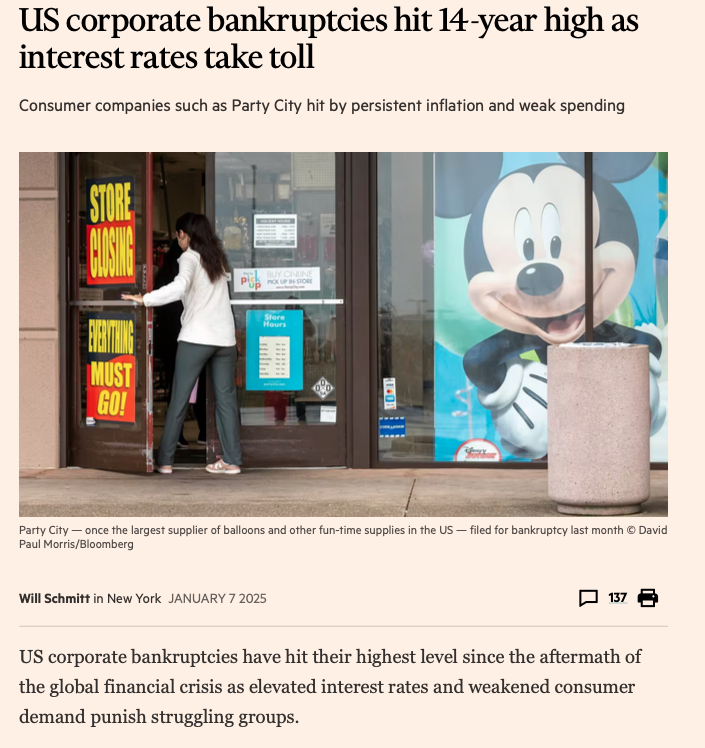 US corporate bankruptcies hit 14-year high as
interest rates take toll
Consumer companies such as Party City hit by persistent inflation and weak spending
STORE
CLOSING
EVERYTHING
MUST
GO!
pick
up
BUY ONLINE
PICK UP IN-STORE
Store
Hours
Disney
Junior
Party City — once the largest supplier of balloons and other fun-time supplies in the US — filed for bankruptcy last month © David
Paul Morris/Bloomberg
Will Schmitt in New York JANUARY 7 2025
137
US corporate bankruptcies have hit their highest level since the aftermath of
the global financial crisis as elevated interest rates and weakened consumer
demand punish struggling groups.